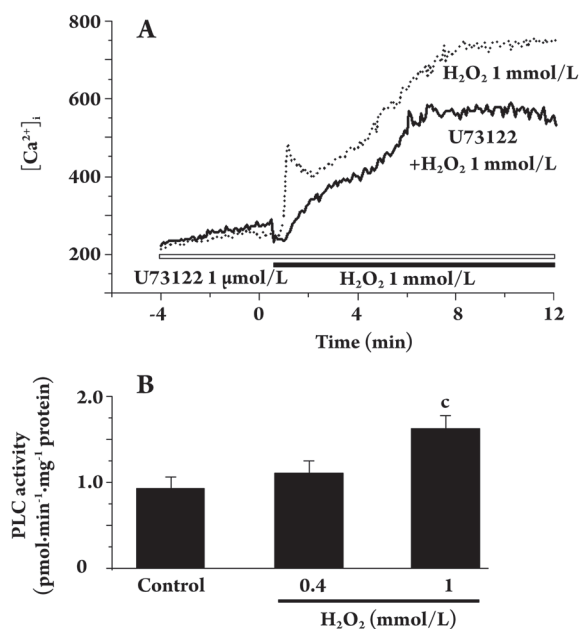 A
800
600
400
200
[Ca²⁺]ᵢ
H₂O₂ 1 mmol/L
U73122
+H₂O₂ 1 mmol/L
U73122 1 µmol/L
H₂O₂ 1 mmol/L
-4
0
4
8
12
Time (min)
B
2.0
1.0
0
PLC activity
(pmol·min⁻¹·mg⁻¹ protein)
c
Control
0.4
1
H₂O₂ (mmol/L)